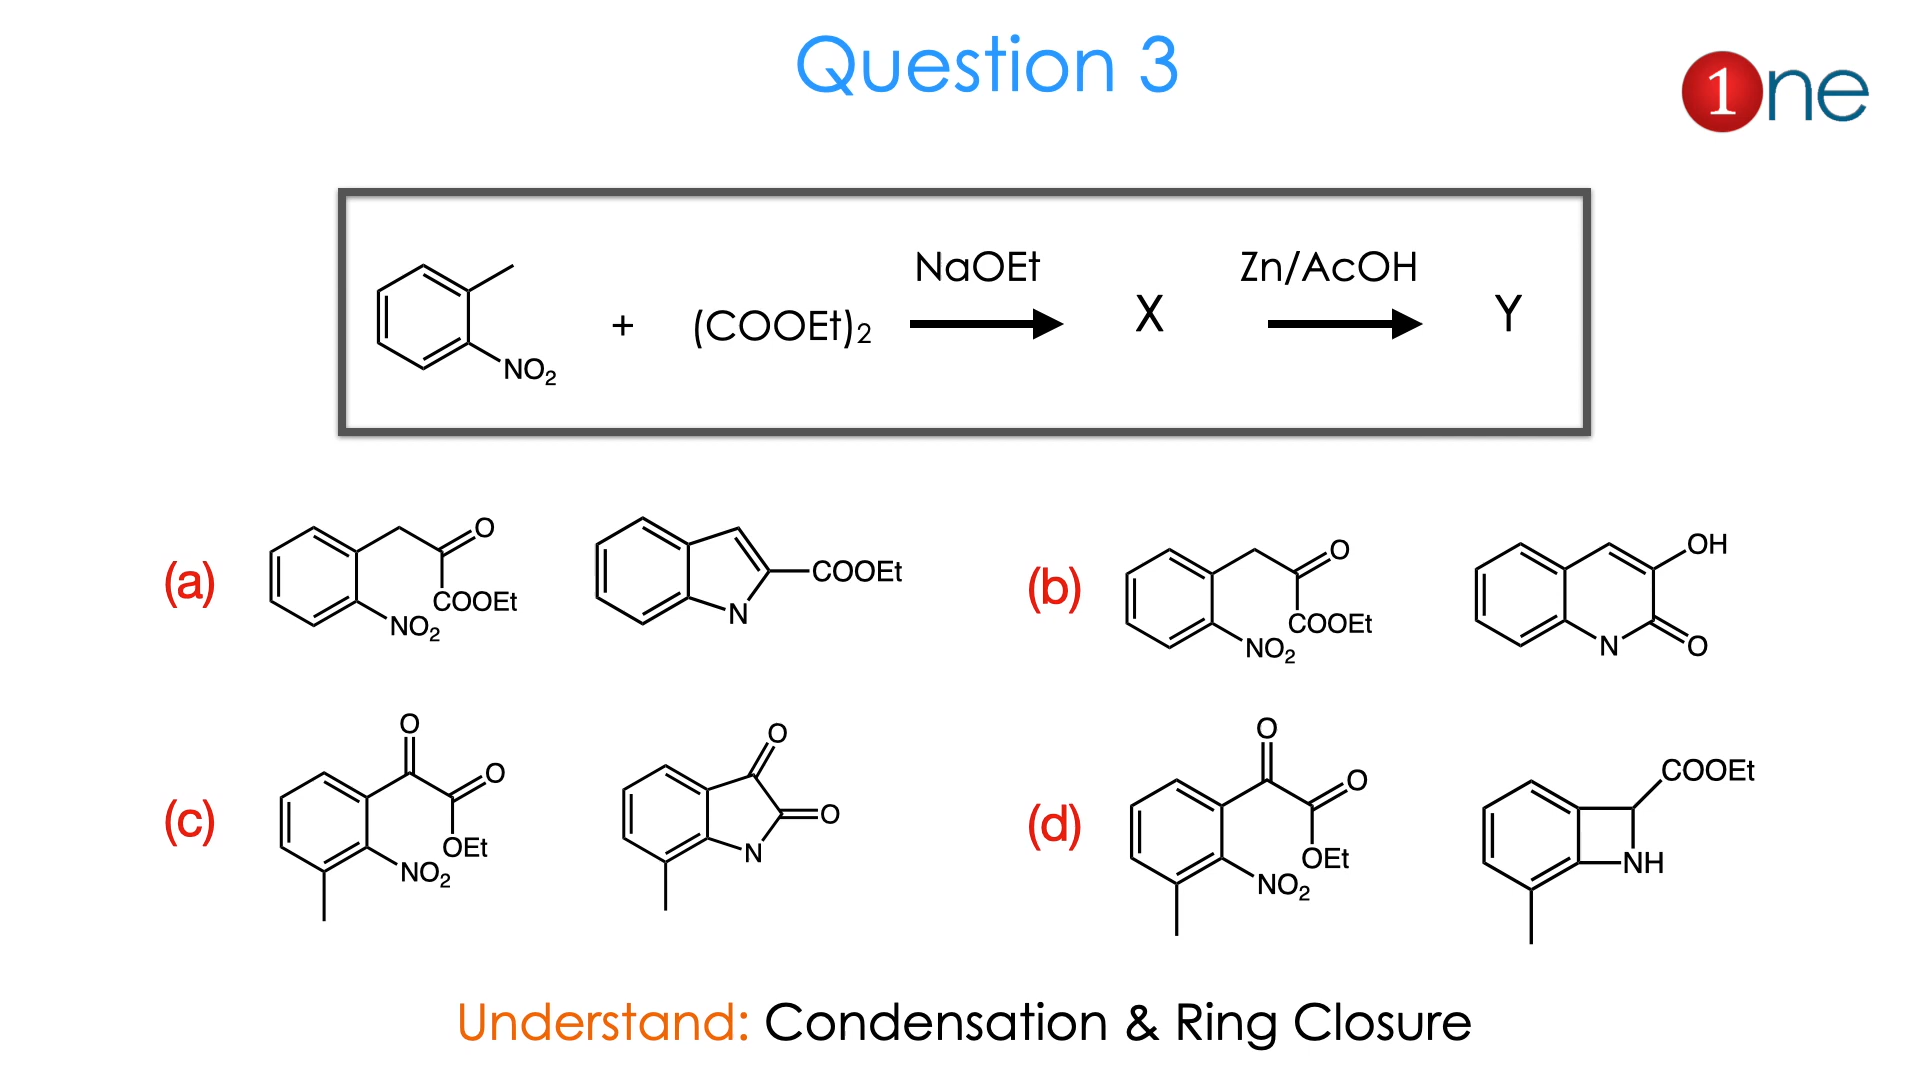 Question 3
1ne
NaOEt
Zn/AcOH
+ (COOEt)2 X Y
NO2
(a)
O
COOEt
NO2
COOEt
N
(b)
O
COOEt
NO2
OH
N
O
(c)
O
O
OEt
NO2
O
O
N
(d)
O
O
OEt
NO2
COOEt
NH
Understand: Condensation & Ring Closure